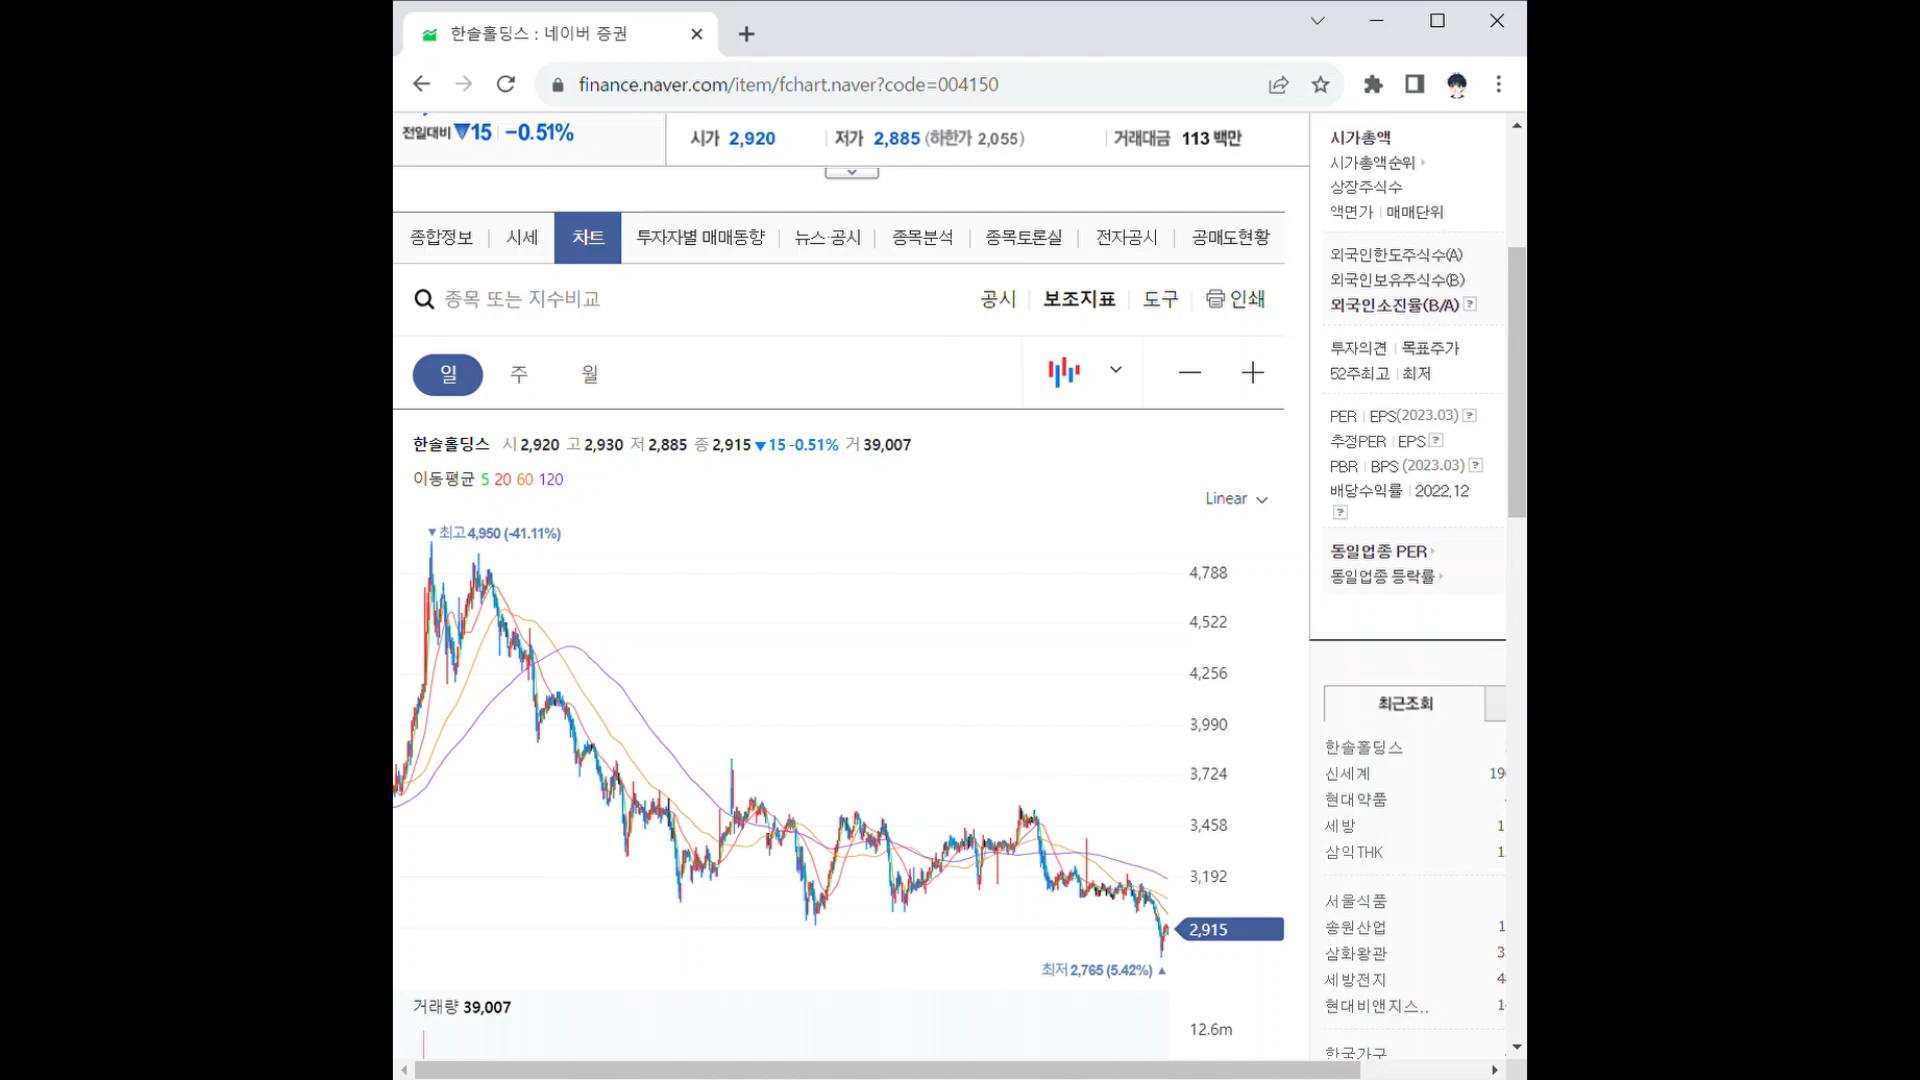 한솔홀딩스 : 네이버 증권
finance.naver.com/item/fchart.naver?code=004150
전일대비 ▼15 −0.51%
시가 2,920 저가 2,885 (하한가 2,055) 거래대금 113 백만
종합정보 시세 차트 투자자별 매매동향 뉴스·공시 종목분석 종목토론실 전자공시 공매도현황
종목 또는 지수비교 공시 보조지표 도구 인쇄
일 주 월
한솔홀딩스 시 2,920 고 2,930 저 2,885 종 2,915 ▼ 15 -0.51% 거 39,007
이동평균 5 20 60 120
Linear
▼ 최고 4,950 (-41.11%)
4,788
4,522
4,256
3,990
3,724
3,458
3,192
2,915
최저 2,765 (5.42%) ▲
거래량 39,007
12.6m
시가총액
시가총액순위
상장주식수
액면가 매매단위
외국인한도주식수(A)
외국인보유주식수(B)
외국인소진율(B/A) ?
투자의견 목표주가
52주최고 최저
PER EPS(2023.03) ?
추정PER EPS ?
PBR BPS (2023.03) ?
배당수익률 2022.12
?
동일업종 PER
동일업종 등락률
최근조회
한솔홀딩스
신세계 19
현대약품
세방 1
삼익THK 1
서울식품
송원산업 1
삼화왕관 3
세방전지 4
현대비앤지스.. 1
한국가구